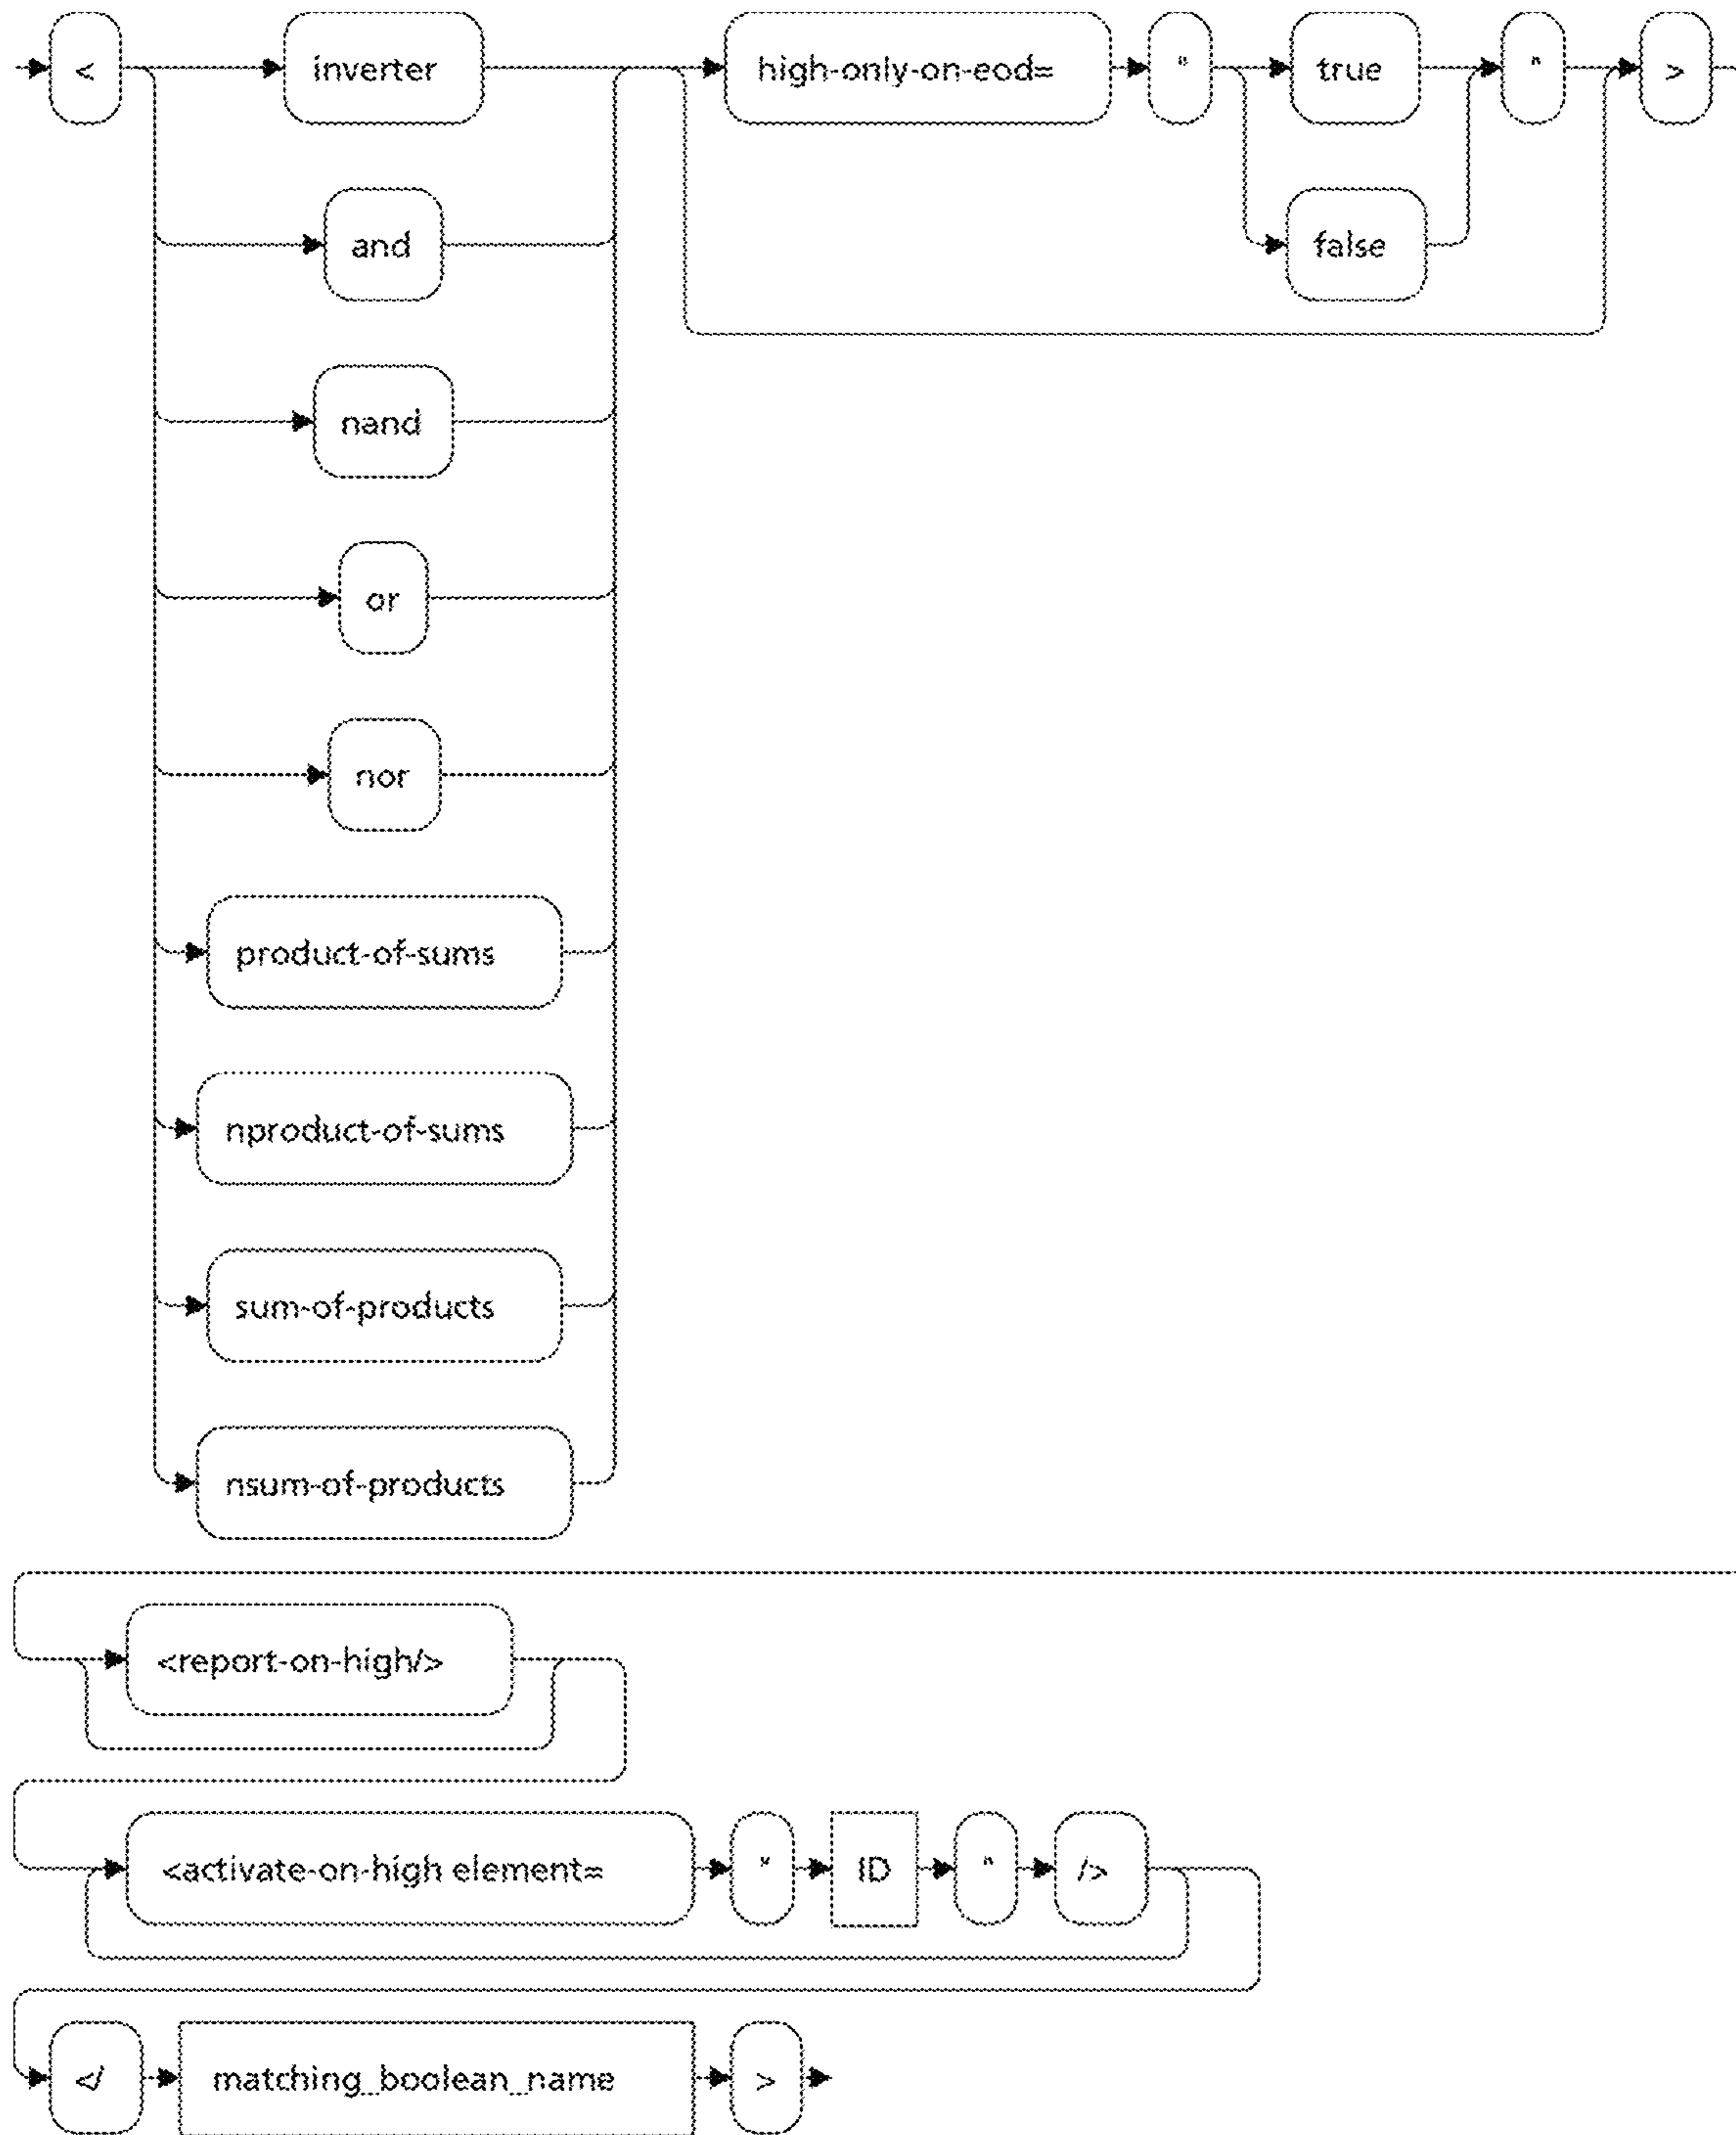 < inverter high-only-on-eod= " true " >
and false
nand
or
nor
product-of-sums
nproduct-of-sums
sum-of-products
nsum-of-products
<report-on-high/>
<activate-on-high element= " ID " />
</ matching_boolean_name >